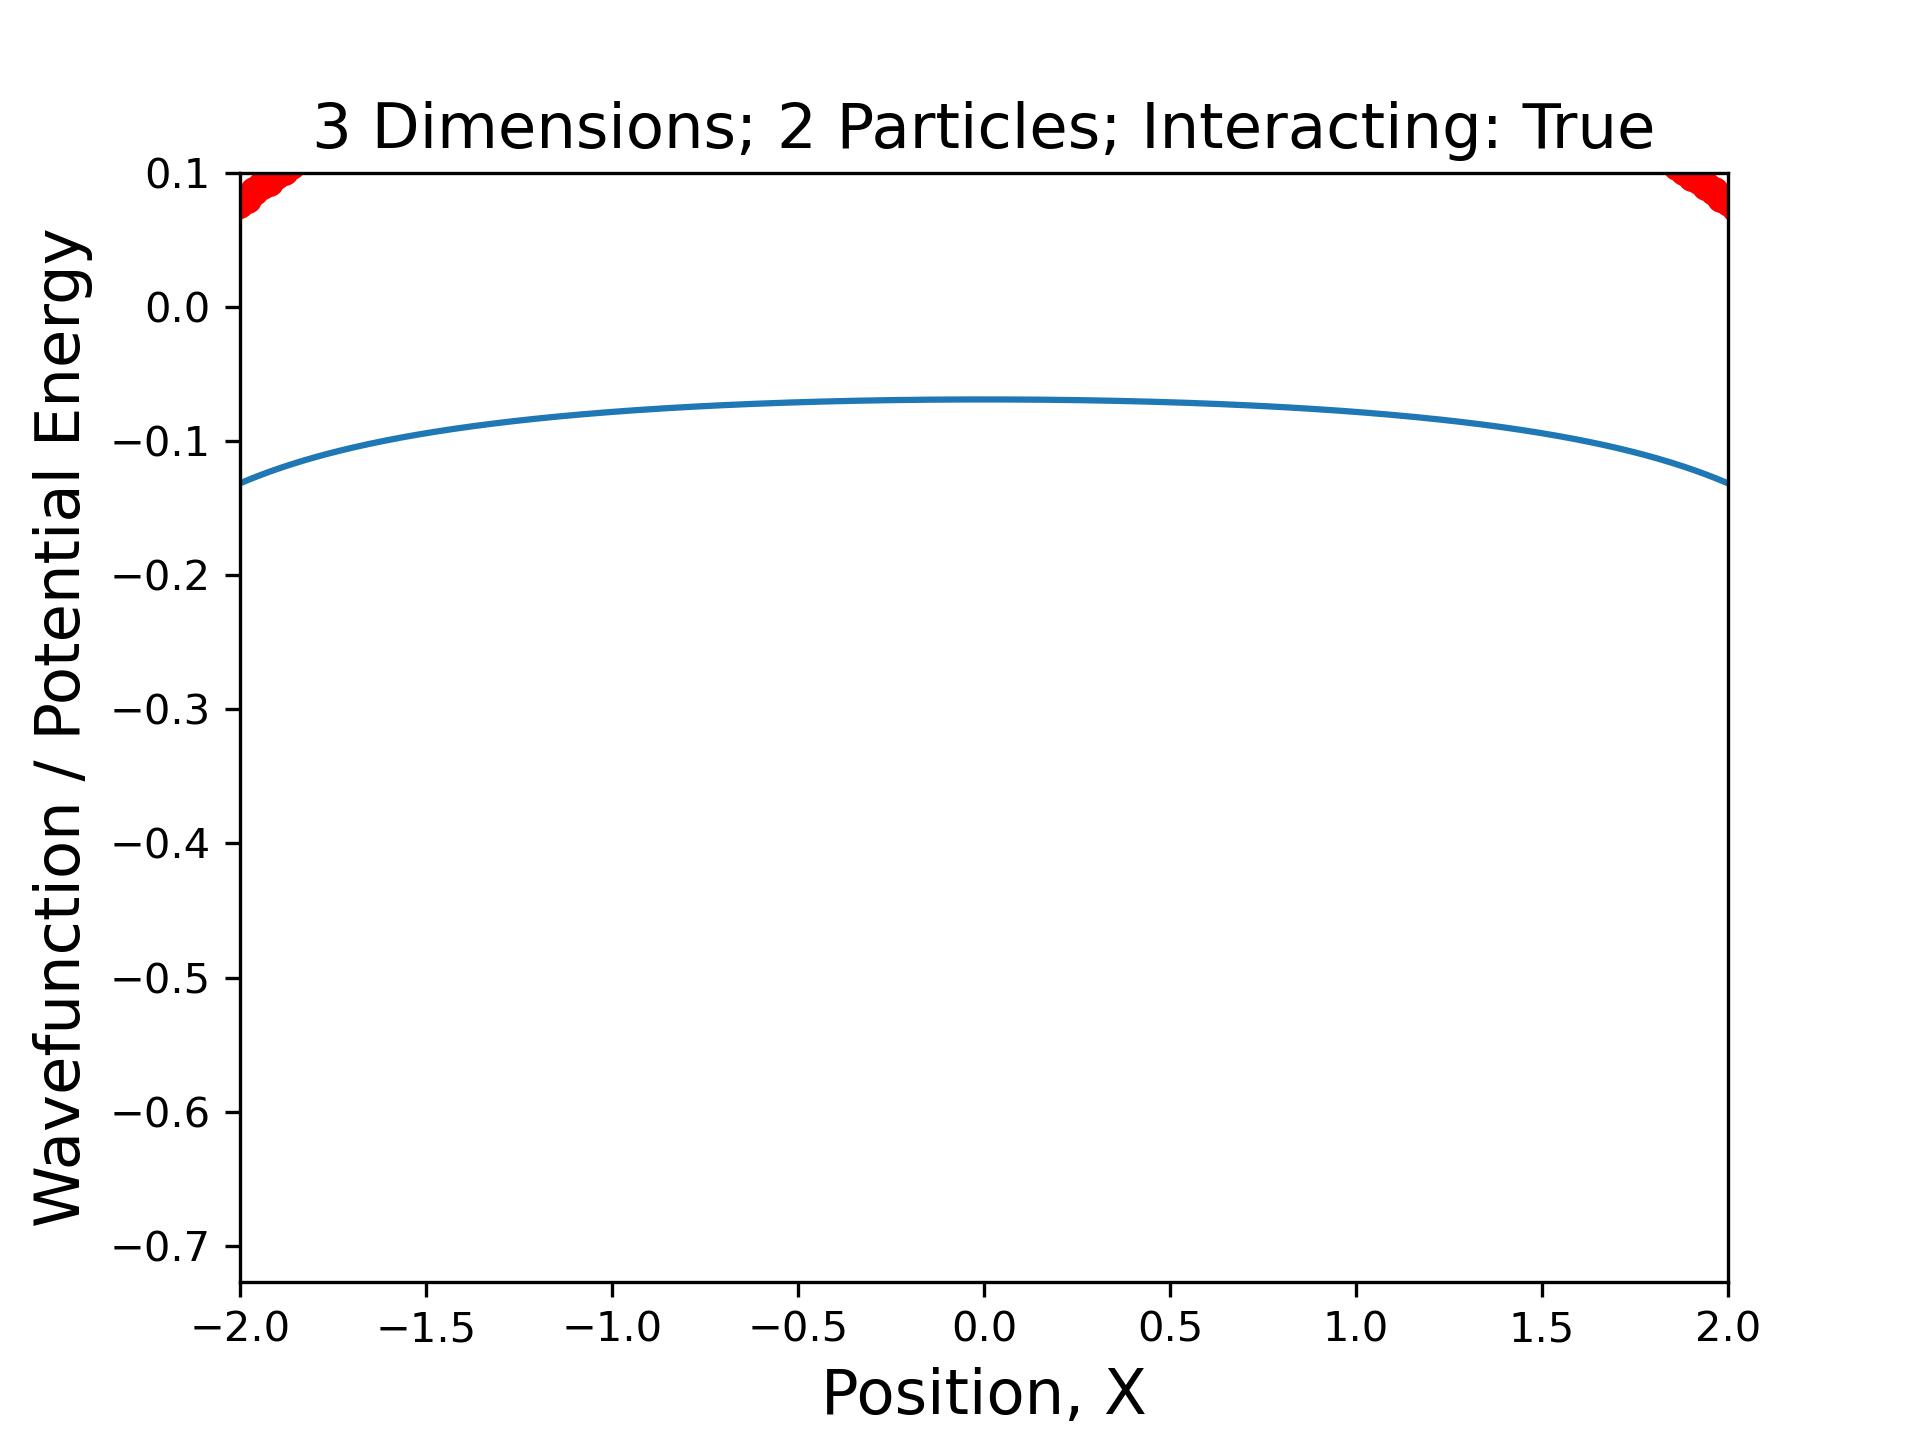 3 Dimensions; 2 Particles; Interacting: True
Wavefunction / Potential Energy
0.1
0.0
−0.1
−0.2
−0.3
−0.4
−0.5
−0.6
−0.7
−2.0 −1.5 −1.0 −0.5 0.0 0.5 1.0 1.5 2.0
Position, X